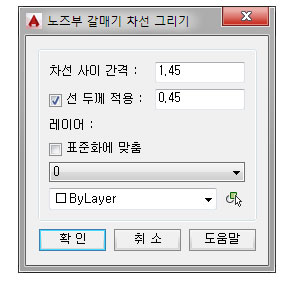 노즈부 갈매기 차선 그리기
차선 사이 간격 : 1.45
선 두께 적용 : 0.45
레이어 :
표준화에 맞춤
0
ByLayer
확 인 취 소 도움말